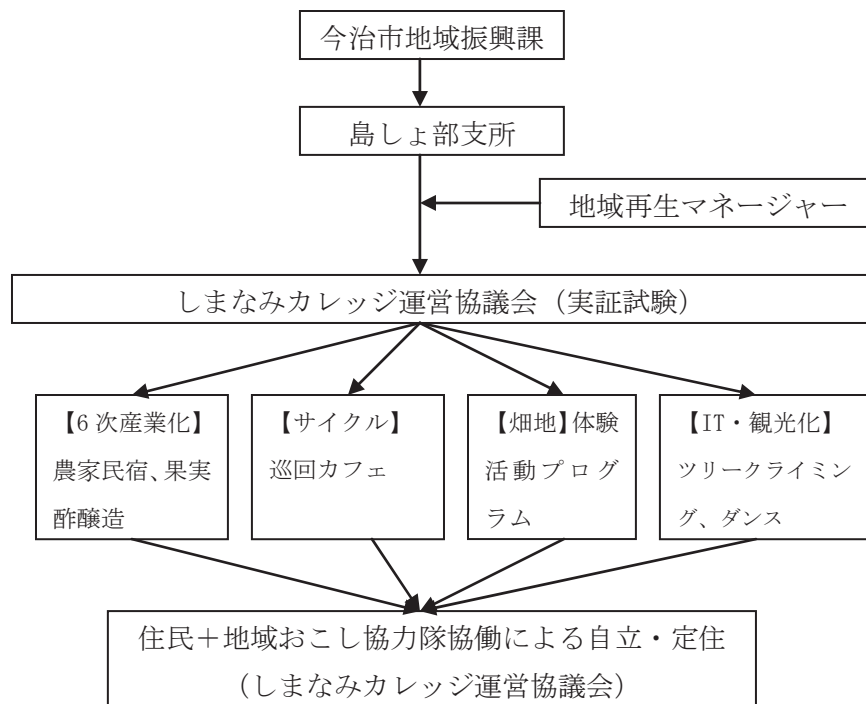 今治市地域振興課
島しょ部支所
地域再生マネージャー
しまなみカレッジ運営協議会（実証試験）
【6 次産業化】
農家民宿、果実
酢醸造
【サイクル】
巡回カフェ
【畑地】体験
活動プログ
ラム
【IT・観光化】
ツリークライミン
グ、ダンス
住民＋地域おこし協力隊協働による自立・定住
（しまなみカレッジ運営協議会）